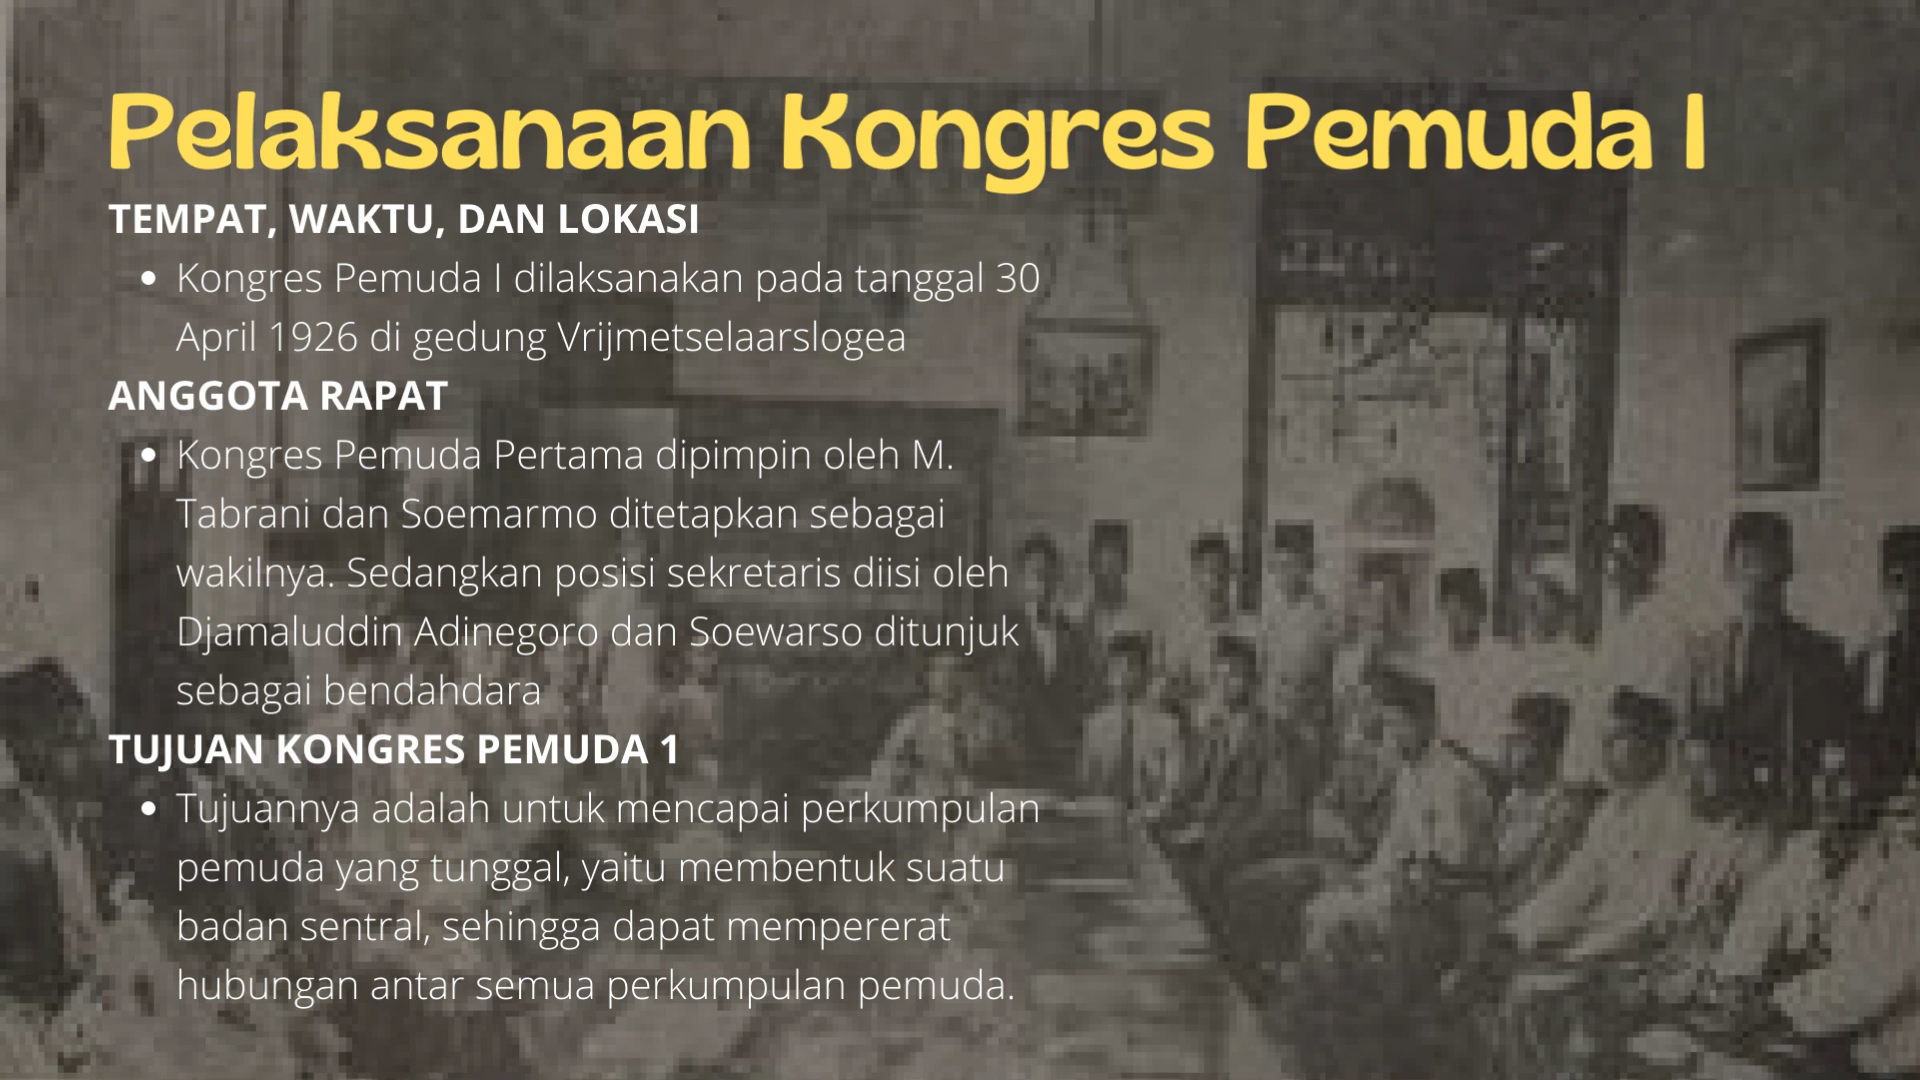 Pelaksanaan Kongres Pemuda I
TEMPAT, WAKTU, DAN LOKASI
• Kongres Pemuda I dilaksanakan pada tanggal 30
April 1926 di gedung Vrijmetselaarslogea
ANGGOTA RAPAT
• Kongres Pemuda Pertama dipimpin oleh M.
Tabrani dan Soemarmo ditetapkan sebagai
wakilnya. Sedangkan posisi sekretaris diisi oleh
Djamaluddin Adinegoro dan Soewarso ditunjuk
sebagai bendahdara
TUJUAN KONGRES PEMUDA 1
• Tujuannya adalah untuk mencapai perkumpulan
pemuda yang tunggal, yaitu membentuk suatu
badan sentral, sehingga dapat mempererat
hubungan antar semua perkumpulan pemuda.